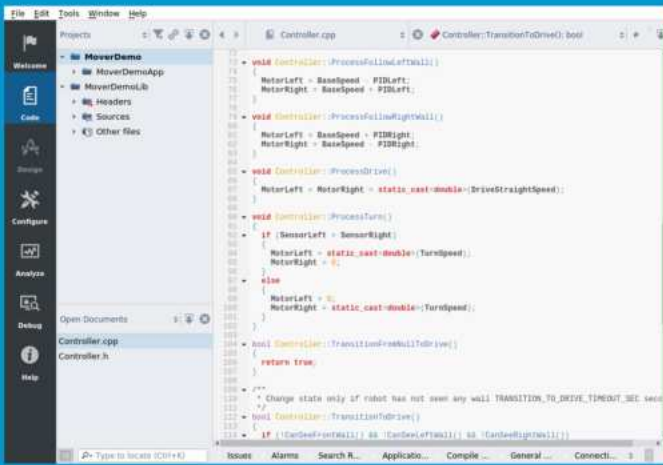 File Edit Tools Window Help
Projects
Controller.cpp
Controller::TransitionToDrive(): bool
Welcome
Code
Design
Configure
Analyze
Debug
Help
MoverDemo
MoverDemoApp
MoverDemoLib
Headers
Sources
Other files
Open Documents
Controller.cpp
Controller.h
void Controller::ProcessFollowLeftWall()
{
MotorLeft = BaseSpeed - PIDLeft;
MotorRight = BaseSpeed + PIDLeft;
}
void Controller::ProcessFollowRightWall()
{
MotorLeft = BaseSpeed + PIDRight;
MotorRight = BaseSpeed - PIDRight;
}
void Controller::ProcessDrive()
{
MotorLeft = MotorRight = static_cast<double>(DriveStraightSpeed);
}
void Controller::ProcessTurn()
{
if (SensorLeft > SensorRight)
{
MotorLeft = static_cast<double>(TurnSpeed);
MotorRight = 0;
}
else
{
MotorLeft = 0;
MotorRight = static_cast<double>(TurnSpeed);
}
}
bool Controller::TransitionFromNullToDrive()
{
return true;
}
/**
* Change state only if robot has not seen any wall TRANSITION_TO_DRIVE_TIMEOUT_SEC seco
*/
bool Controller::TransitionToDrive()
{
if (!CanSeeFrontWall() && !CanSeeLeftWall() && !CanSeeRightWall())
Type to locate (Ctrl+K)
Issues Alarms Search R... Applicatio... Compile ... General ... Connecti...